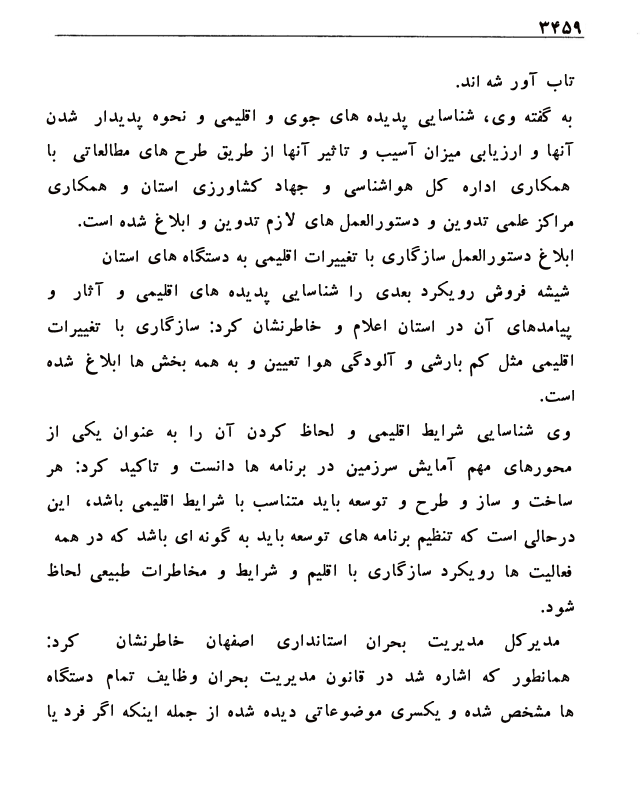 ۳۴۵۹
تاب آور شه اند.
به گفته وی، شناسایی پدیده های جوی و اقلیمی و نحوه پدیدار شدن
آنها و ارزیابی میزان آسیب و تاثیر آنها از طریق طرح های مطالعاتی با
همکاری اداره کل هواشناسی و جهاد کشاورزی استان و همکاری
مراکز علمی تدوین و دستورالعمل های لازم تدوین و ابلاغ شده است.
ابلاغ دستورالعمل سازگاری با تغییرات اقلیمی به دستگاه های استان
شیشه فروش رویکرد بعدی را شناسایی پدیده های اقلیمی و آثار و
پیامدهای آن در استان اعلام و خاطرنشان کرد: سازگاری با تغییرات
اقلیمی مثل کم بارشی و آلودگی هوا تعیین و به همه بخش ها ابلاغ شده
است.
وی شناسایی شرایط اقلیمی و لحاظ کردن آن را به عنوان یکی از
محورهای مهم آمایش سرزمین در برنامه ها دانست و تاکید کرد: هر
ساخت و ساز و طرح و توسعه باید متناسب با شرایط اقلیمی باشد، این
درحالی است که تنظیم برنامه های توسعه باید به گونه ای باشد که در همه
فعالیت ها رویکرد سازگاری با اقلیم و شرایط و مخاطرات طبیعی لحاظ
شود.
مدیرکل مدیریت بحران استانداری اصفهان خاطرنشان کرد:
همانطور که اشاره شد در قانون مدیریت بحران وظایف تمام دستگاه
ها مشخص شده و یکسری موضوعاتی دیده شده از جمله اینکه اگر فرد یا